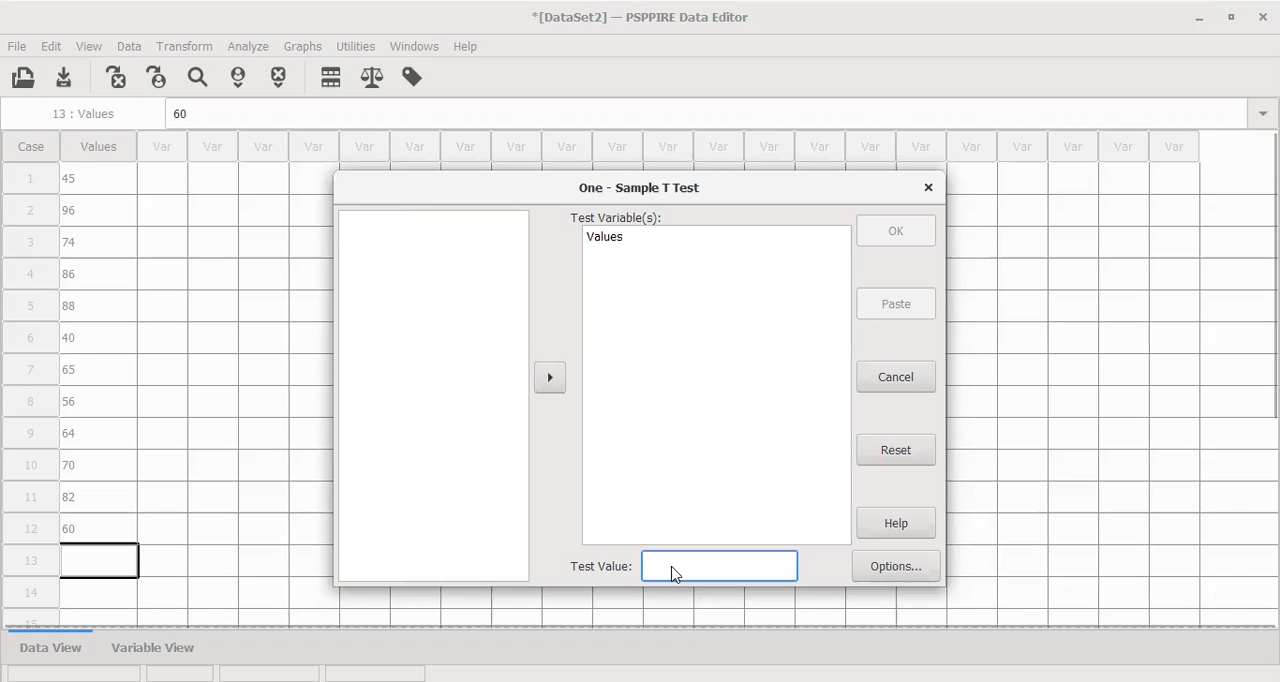 *[DataSet2] — PSPPIRE Data Editor
File Edit View Data Transform Analyze Graphs Utilities Windows Help
13 : Values 60
Case Values Var Var Var Var Var Var Var Var Var Var Var Var Var Var Var Var Var Var Var Var Var
1 45
2 96
3 74
4 86
5 88
6 40
7 65
8 56
9 64
10 70
11 82
12 60
13
14
15
One - Sample T Test
Test Variable(s):
Values
OK
Paste
Cancel
Reset
Help
Test Value:
Options...
Data View Variable View